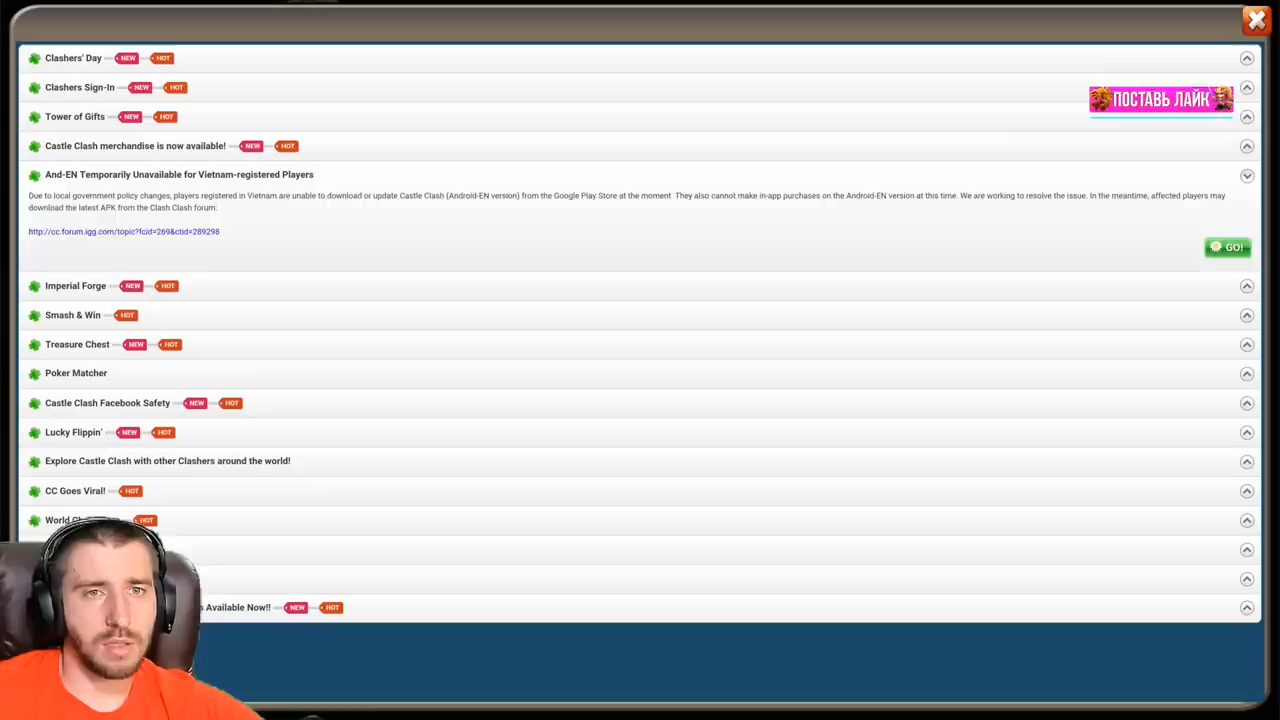 Clashers' Day NEW HOT
Clashers Sign-In NEW HOT
ПОСТАВЬ ЛАЙК
Tower of Gifts NEW HOT
Castle Clash merchandise is now available! NEW HOT
And-EN Temporarily Unavailable for Vietnam-registered Players
Due to local government policy changes, players registered in Vietnam are unable to download or update Castle Clash (Android-EN version) from the Google Play Store at the moment. They also cannot make in-app purchases on the Android-EN version at this time. We are working to resolve the issue. In the meantime, affected players may
download the latest APK from the Clash Clash forum.
http://cc.forum.igg.com/topic?fcid=269&ctid=289298
GO!
Imperial Forge NEW HOT
Smash & Win HOT
Treasure Chest NEW HOT
Poker Matcher
Castle Clash Facebook Safety NEW HOT
Lucky Flippin' NEW HOT
Explore Castle Clash with other Clashers around the world!
CC Goes Viral! HOT
World HOT
Available Now!! NEW HOT